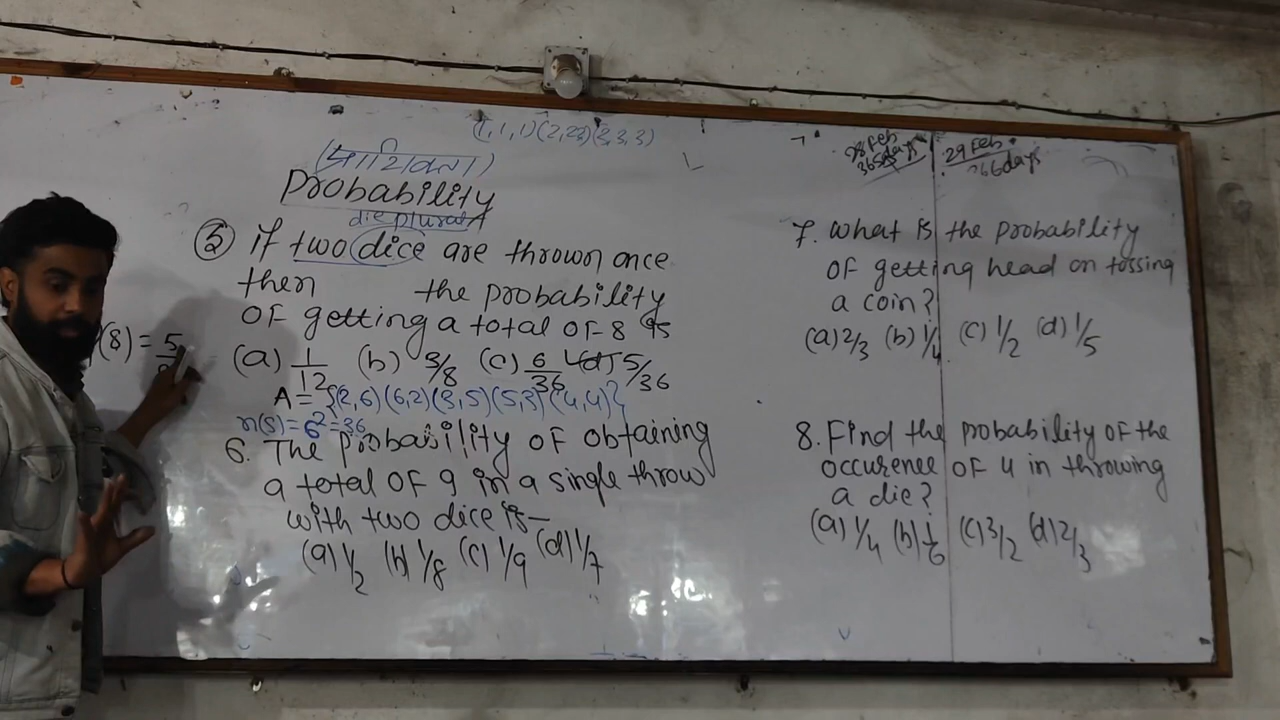 (1,1,1)(2,2,2)(3,3,3)
28 Feb
365days
29 Feb
366days
Probability
die plural
(5) if two dice are thrown once
then the probability
of getting a total of 8 is
(8) = 5
(a) 1/12 (b) 3/8 (c) 6/36 (d) 5/36
A = {(2,6)(6,2)(3,5)(5,3)(4,4)}
n(s) = 6²=36
6. The probability of obtaining
a total of 9 in a single throw
with two dice is—
(a) 1/2 (b) 1/8 (c) 1/9 (d) 1/7
7. What is the probability
of getting head on tossing
a coin?
(a) 2/3 (b) 1/4 (c) 1/2 (d) 1/5
8. Find the probability of the
occurence of 4 in throwing
a die?
(a) 1/4 (b) 1/6 (c) 3/2 (d) 2/3